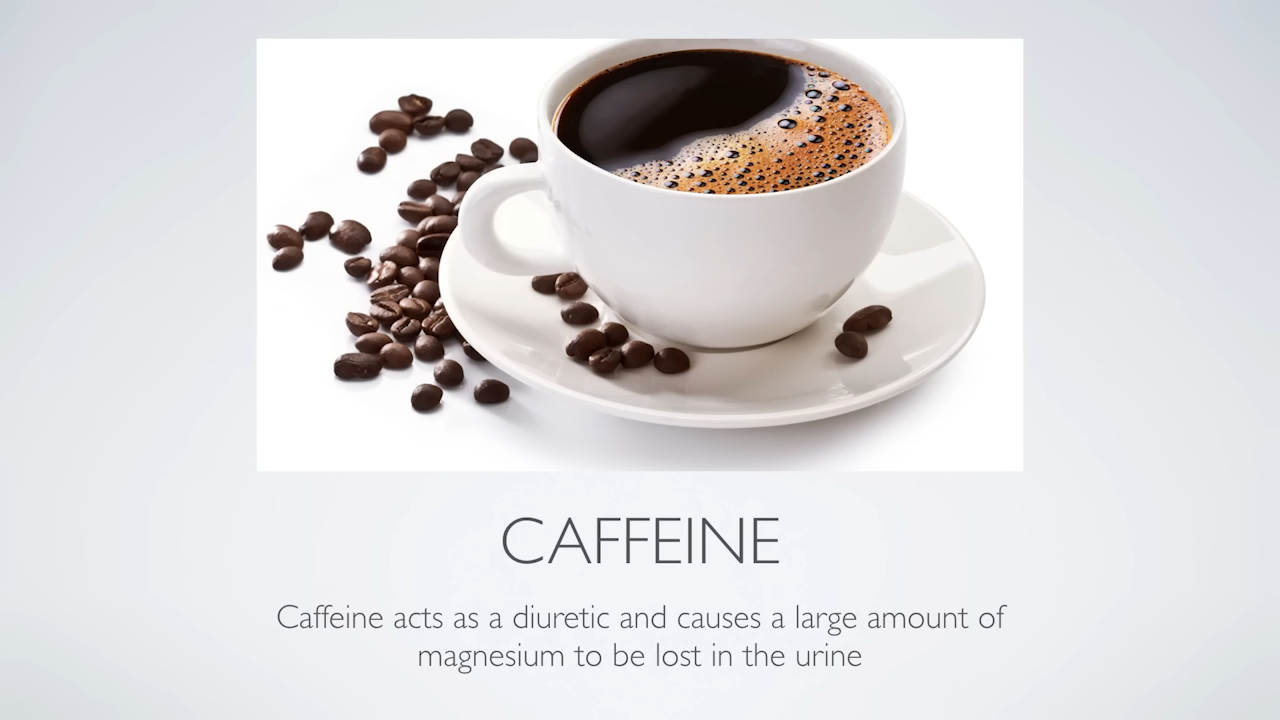 CAFFEINE
Caffeine acts as a diuretic and causes a large amount of
magnesium to be lost in the urine